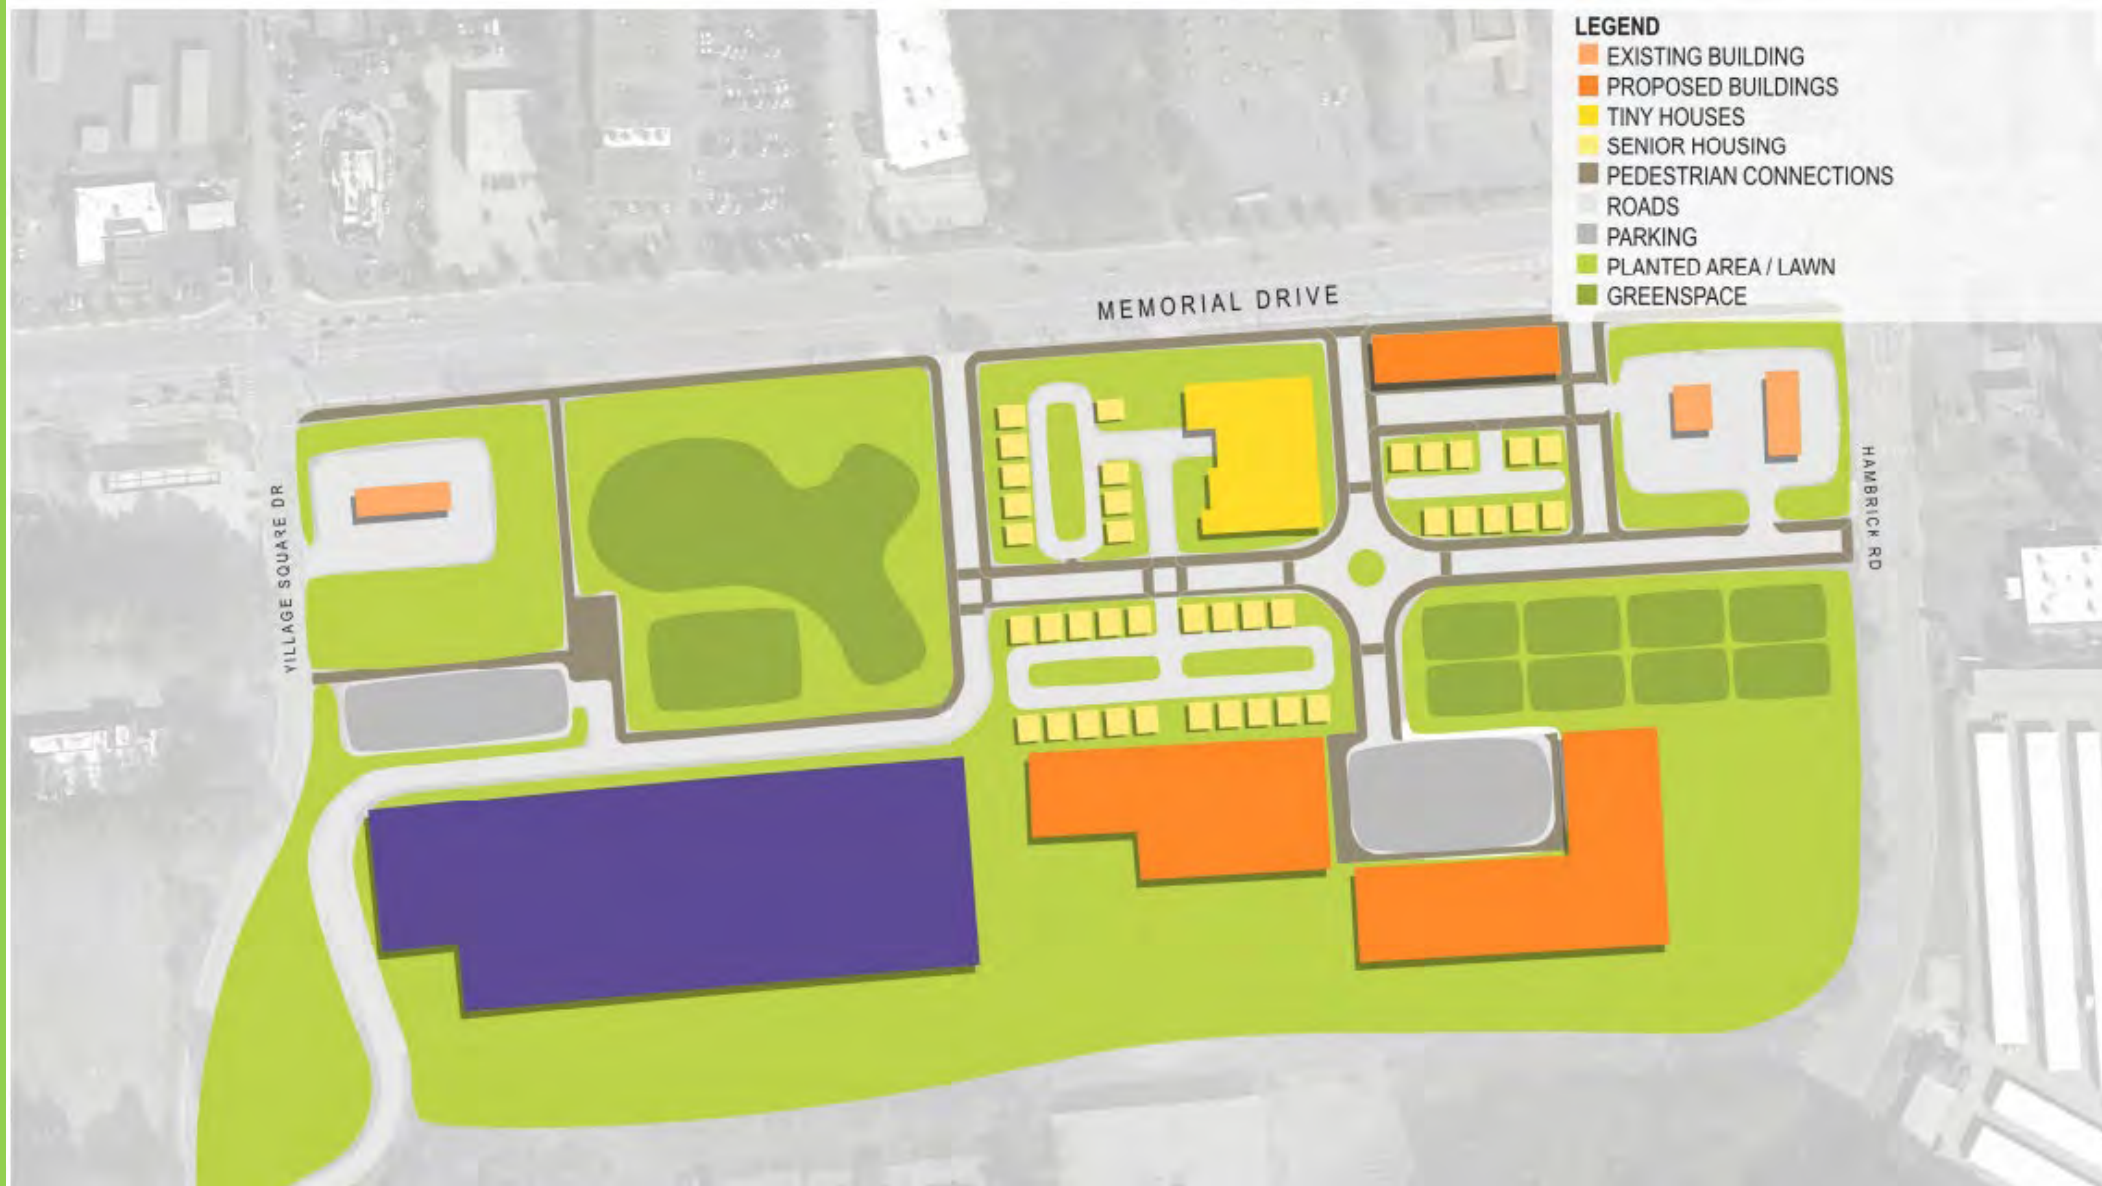 LEGEND
EXISTING BUILDING
PROPOSED BUILDINGS
TINY HOUSES
SENIOR HOUSING
PEDESTRIAN CONNECTIONS
ROADS
PARKING
PLANTED AREA / LAWN
GREENSPACE
MEMORIAL DRIVE
VILLAGE SQUARE DR
HAMBRICK RD